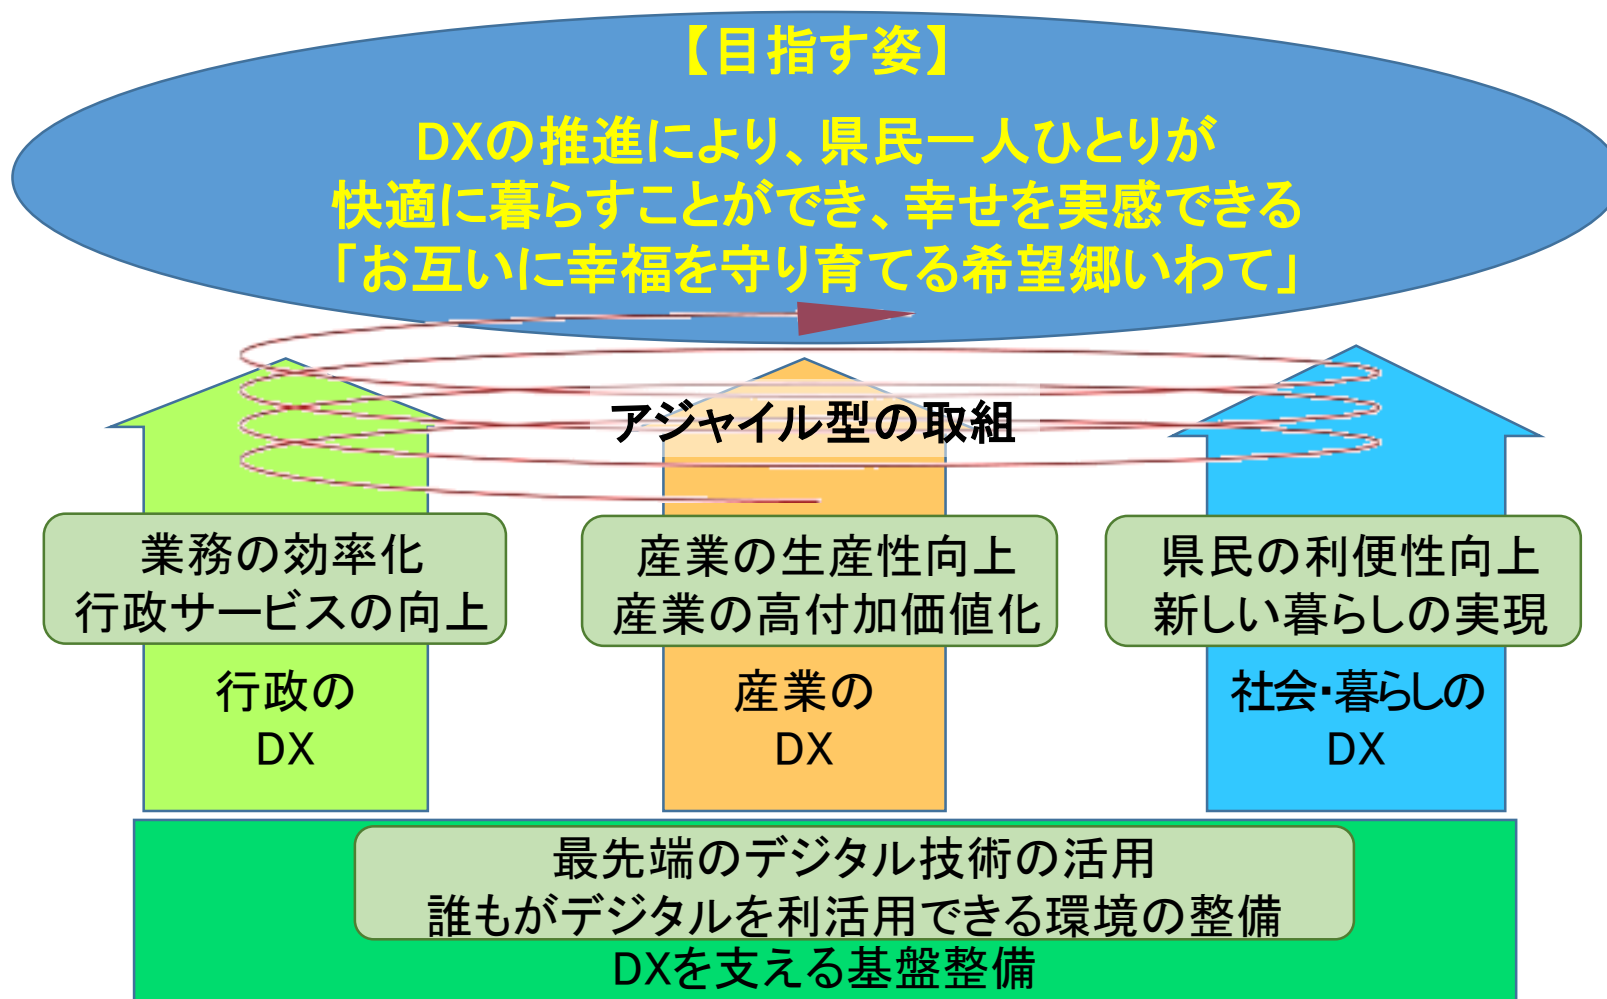 【目指す姿】
DXの推進により、県民一人ひとりが
快適に暮らすことができ、幸せを実感できる
「お互いに幸福を守り育てる希望郷いわて」
アジャイル型の取組
業務の効率化
行政サービスの向上
行政の
DX
産業の生産性向上
産業の高付加価値化
産業の
DX
県民の利便性向上
新しい暮らしの実現
社会・暮らしの
DX
最先端のデジタル技術の活用
誰もがデジタルを利活用できる環境の整備
DXを支える基盤整備